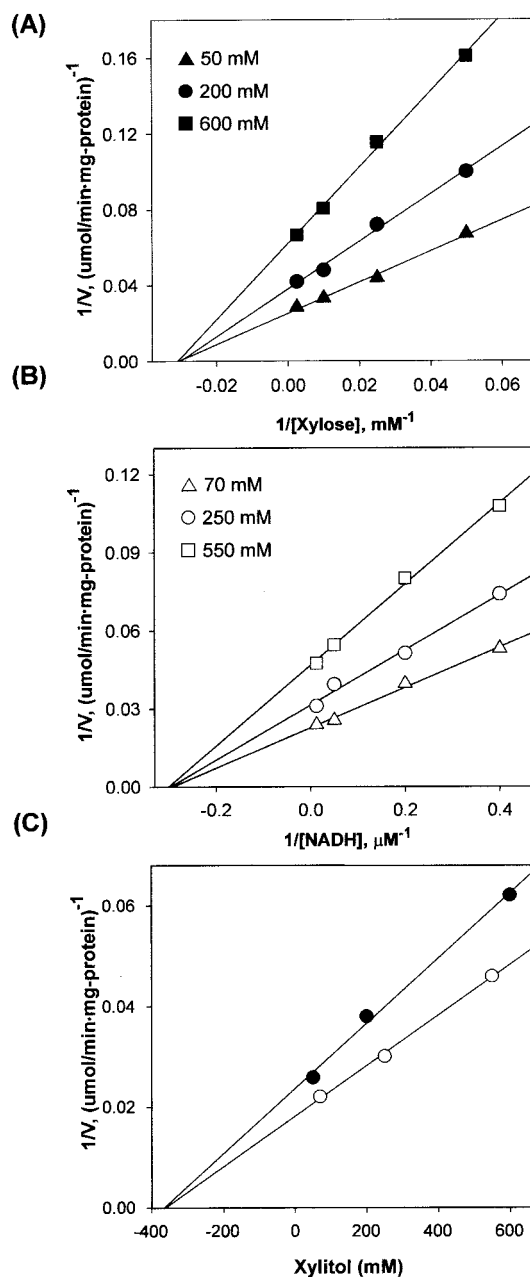 (A)
1/V, (umol/min·mg-protein)⁻¹
0.16
0.12
0.08
0.04
0.00
▲ 50 mM
● 200 mM
■ 600 mM
-0.02 0.00 0.02 0.04 0.06
1/[Xylose], mM⁻¹
(B)
1/V, (umol/min·mg-protein)⁻¹
0.12
0.09
0.06
0.03
0.00
△ 70 mM
○ 250 mM
□ 550 mM
-0.2 0.0 0.2 0.4
1/[NADH], μM⁻¹
(C)
1/V, (umol/min·mg-protein)⁻¹
0.06
0.04
0.02
0.00
-400 -200 0 200 400 600
Xylitol (mM)